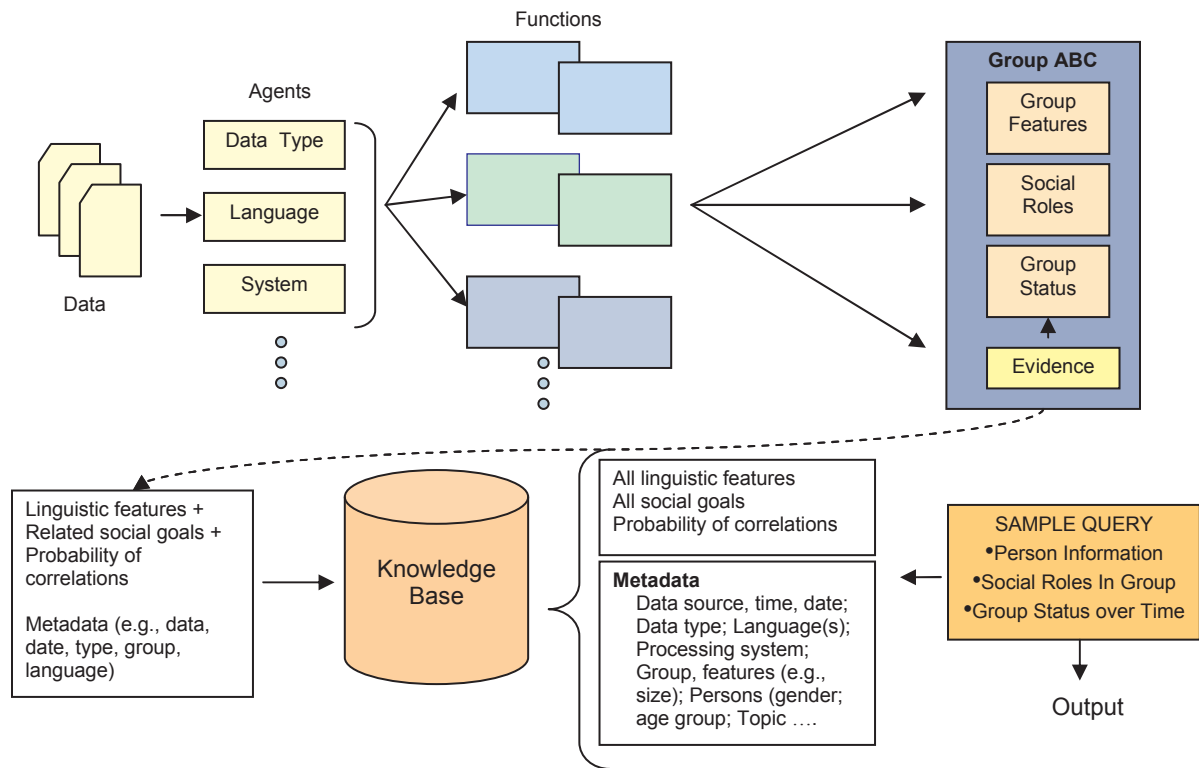 Functions
Agents
Data Type
Language
System
Data
Group ABC
Group
Features
Social
Roles
Group
Status
Evidence
Linguistic features +
Related social goals +
Probability of
correlations
Metadata (e.g., data,
date, type, group,
language)
Knowledge
Base
All linguistic features
All social goals
Probability of correlations
Metadata
Data source, time, date;
Data type; Language(s);
Processing system;
Group, features (e.g.,
size); Persons (gender;
age group; Topic ….
SAMPLE QUERY
•Person Information
•Social Roles In Group
•Group Status over Time
Output